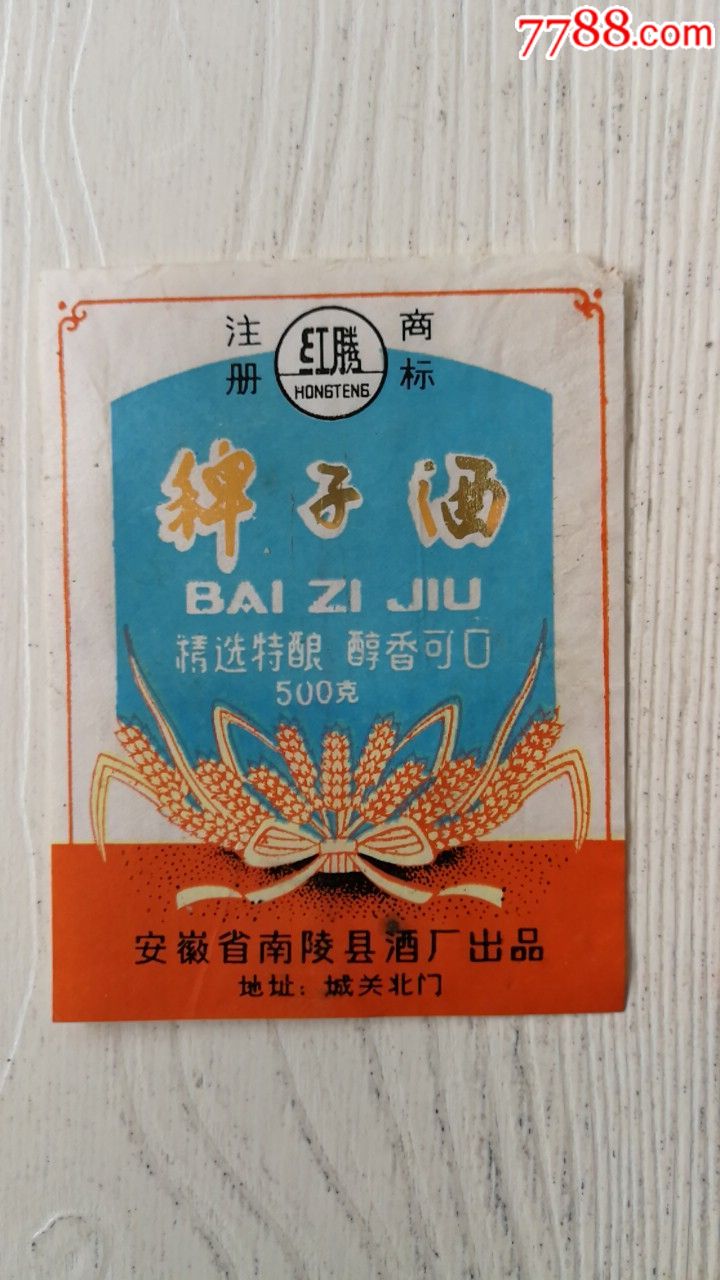 7788.com
注册 商标
红腾
HONGTENG
稗子酒
BAI ZI JIU
精选特酿 醇香可口
500克
安徽省南陵县酒厂出品
地址：城关北门